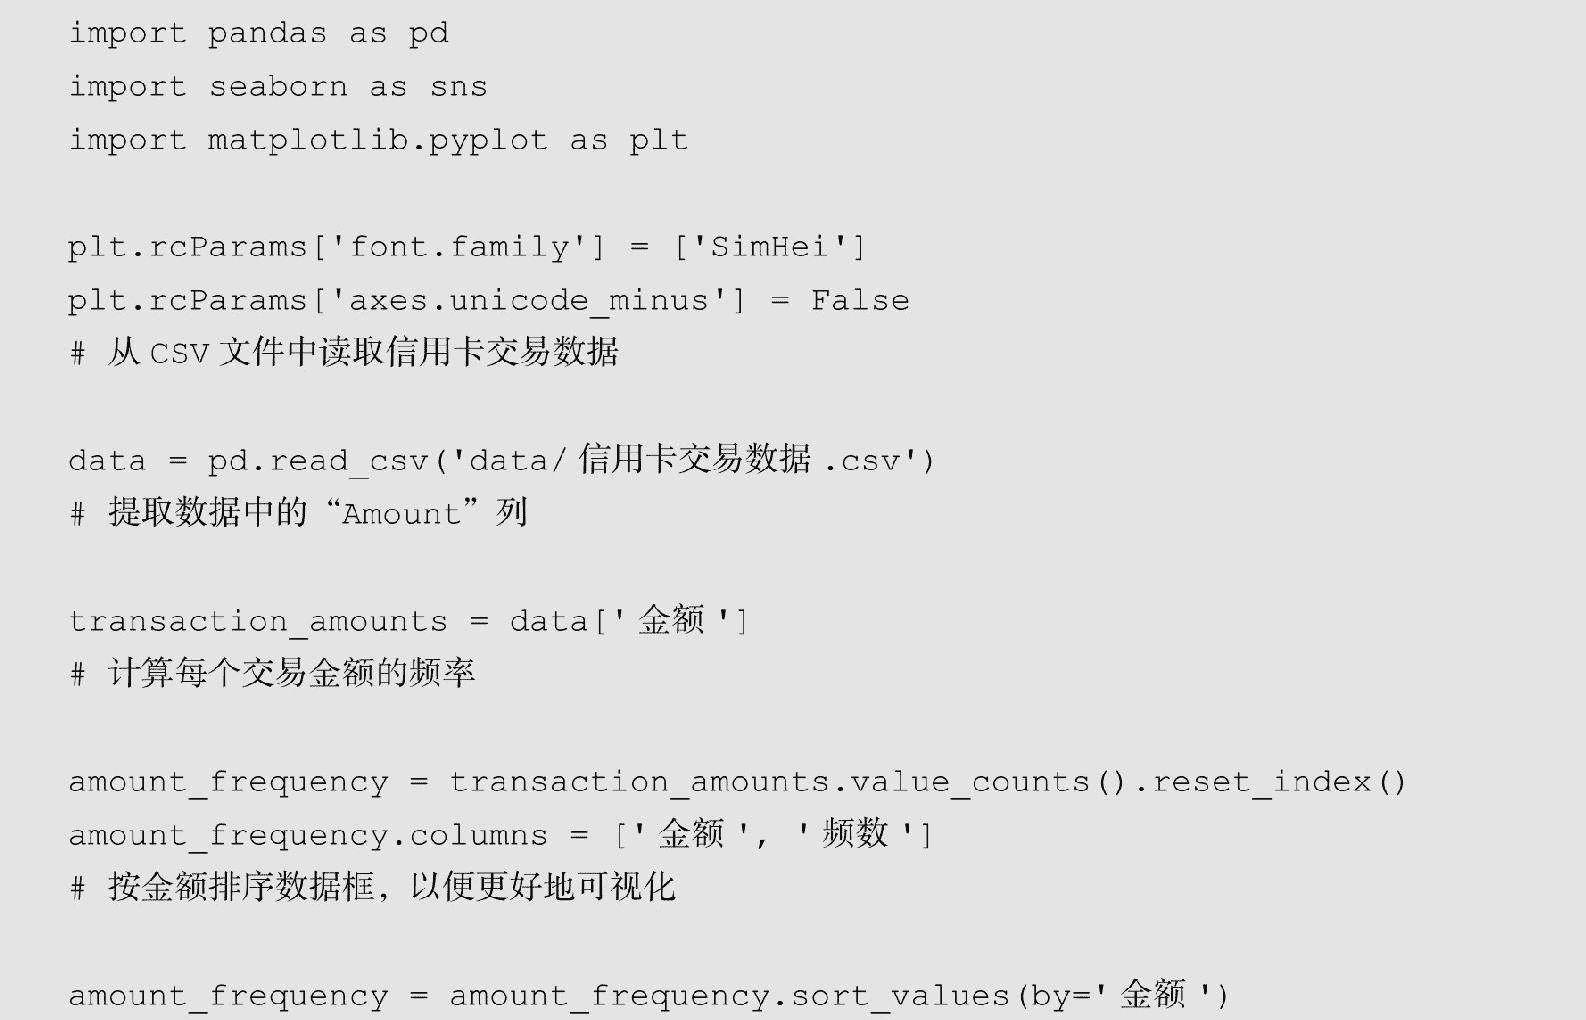 import pandas as pd
import seaborn as sns
import matplotlib.pyplot as plt
plt.rcParams['font.family'] = ['SimHei']
plt.rcParams['axes.unicode_minus'] = False
# 从 CSV 文件中读取信用卡交易数据
data = pd.read_csv('data/信用卡交易数据.csv')
# 提取数据中的“Amount”列
transaction_amounts = data['金额']
# 计算每个交易金额的频率
amount_frequency = transaction_amounts.value_counts().reset_index()
amount_frequency.columns = ['金额', '频数']
# 按金额排序数据框，以便更好地可视化
amount_frequency = amount_frequency.sort_values(by='金额')